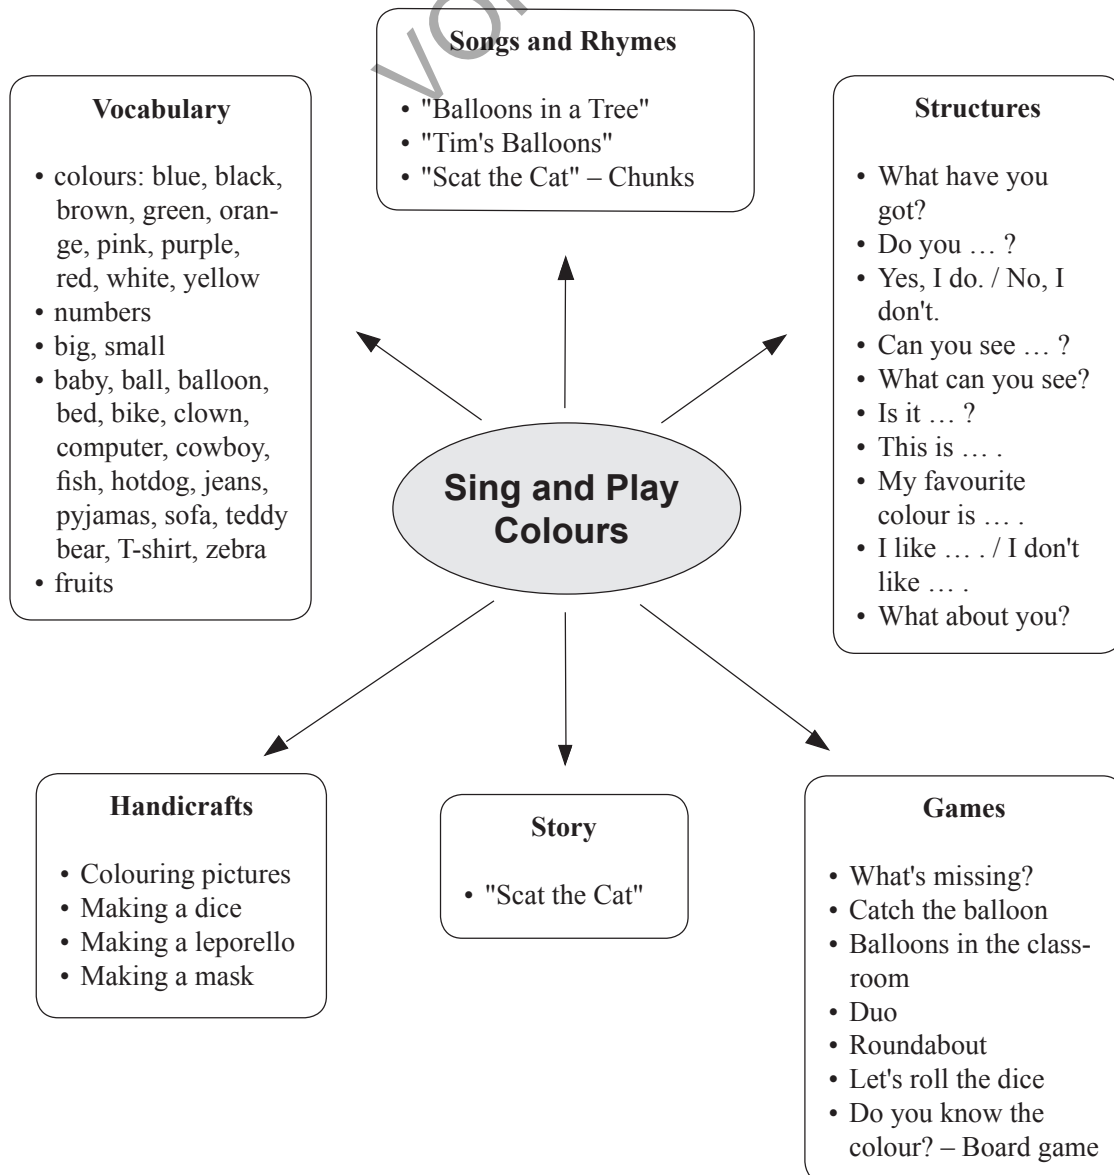 Songs and Rhymes
• "Balloons in a Tree"
• "Tim's Balloons"
• "Scat the Cat" – Chunks
Vocabulary
• colours: blue, black,
brown, green, oran-
ge, pink, purple,
red, white, yellow
• numbers
• big, small
• baby, ball, balloon,
bed, bike, clown,
computer, cowboy,
fish, hotdog, jeans,
pyjamas, sofa, teddy
bear, T-shirt, zebra
• fruits
Structures
• What have you
got?
• Do you … ?
• Yes, I do. / No, I
don't.
• Can you see … ?
• What can you see?
• Is it … ?
• This is … .
• My favourite
colour is … .
• I like … . / I don't
like … .
• What about you?
Sing and Play
Colours
Handicrafts
• Colouring pictures
• Making a dice
• Making a leporello
• Making a mask
Story
• "Scat the Cat"
Games
• What's missing?
• Catch the balloon
• Balloons in the class-
room
• Duo
• Roundabout
• Let's roll the dice
• Do you know the
colour? – Board game